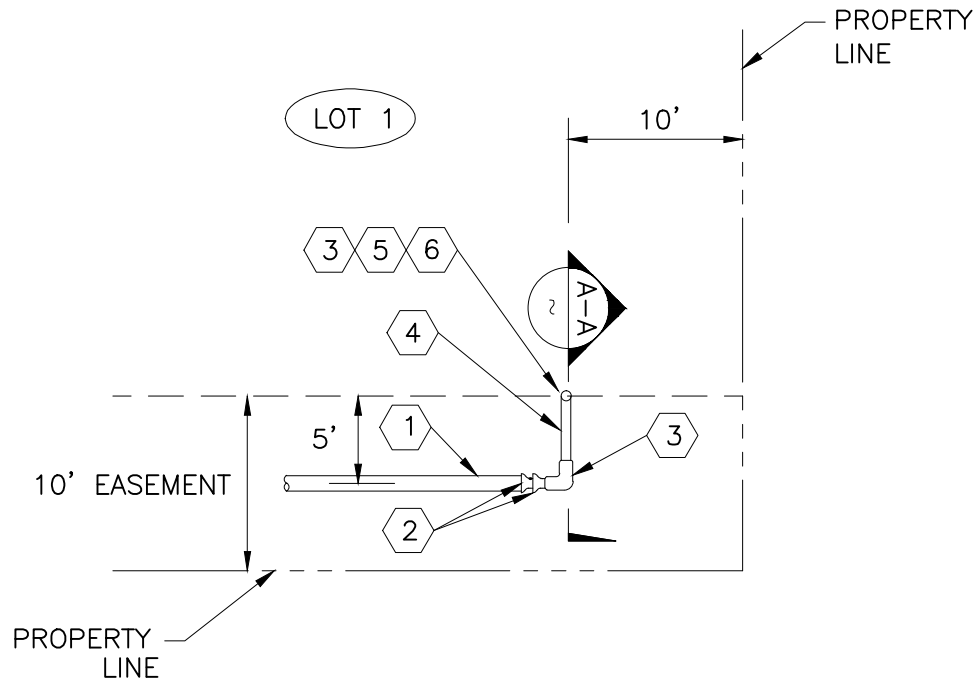 PROPERTY
LINE
LOT 1
10'
3 5 6
A-A
~
4
5'
1
3
10' EASEMENT
2
PROPERTY
LINE